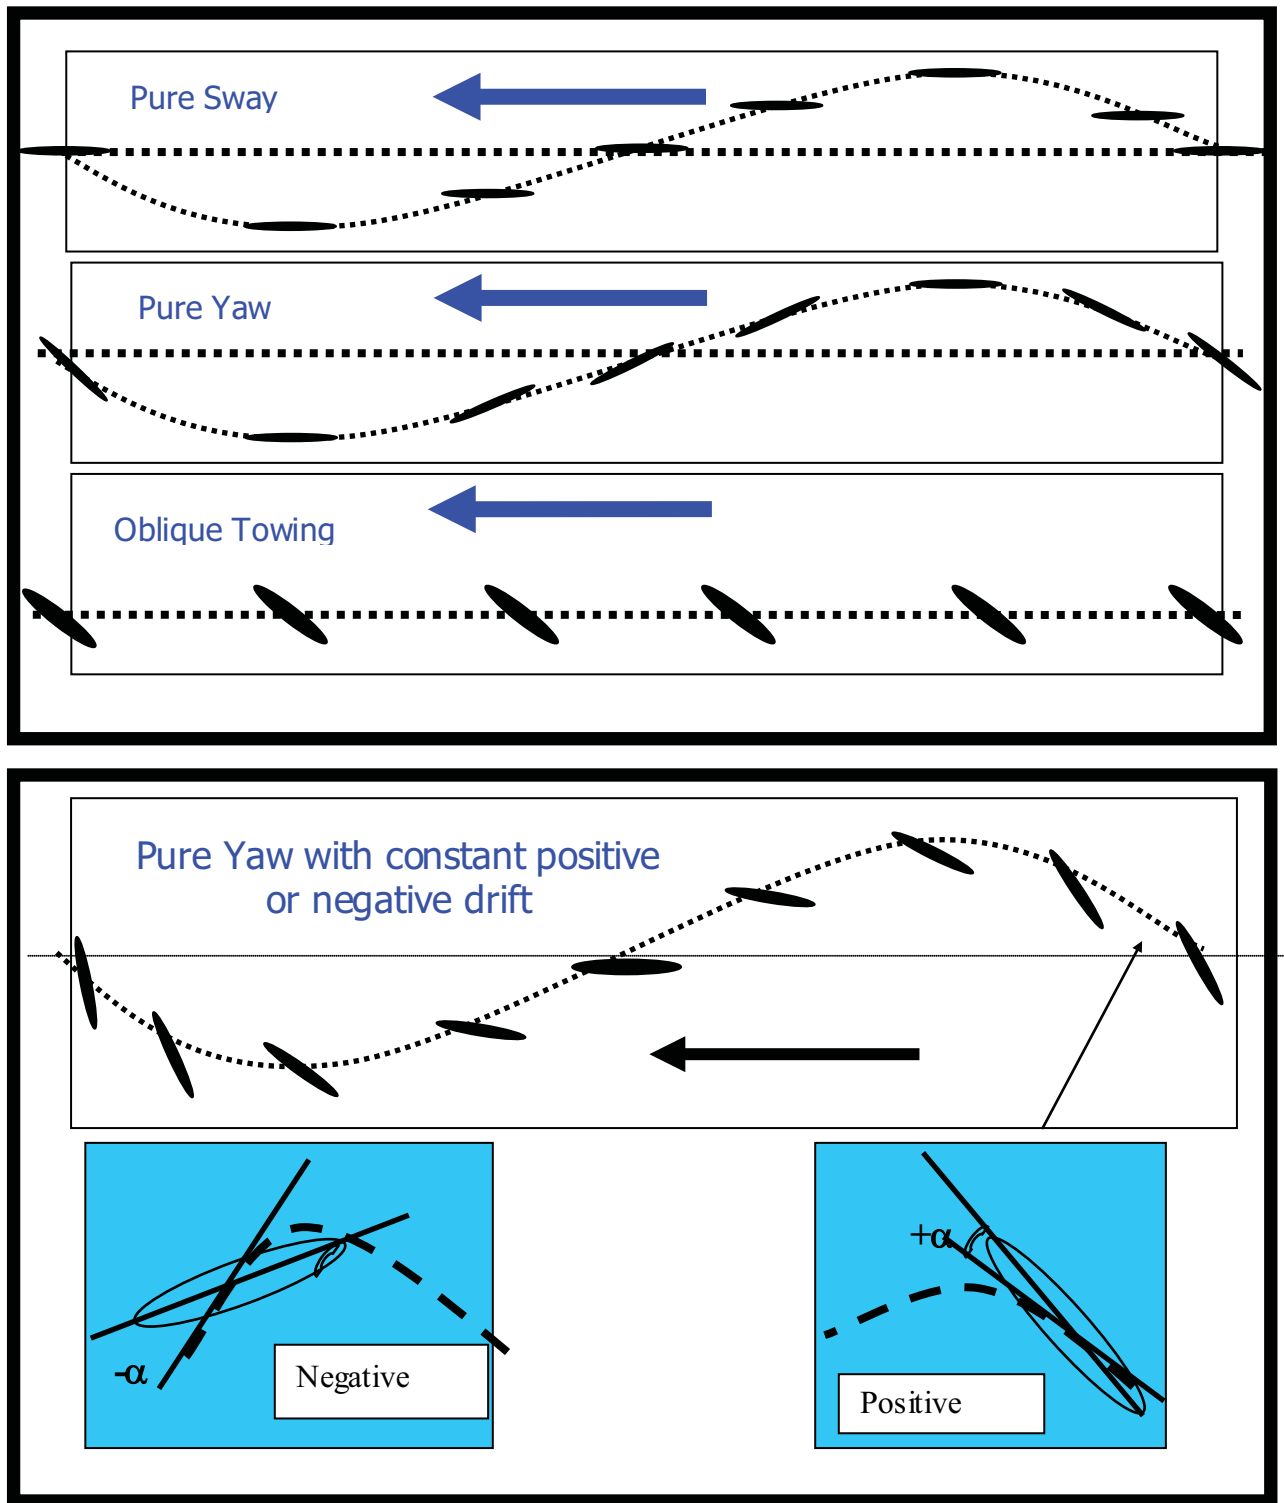 Pure Sway
Pure Yaw
Oblique Towing
Pure Yaw with constant positive
or negative drift
+α
-α
Negative
Positive